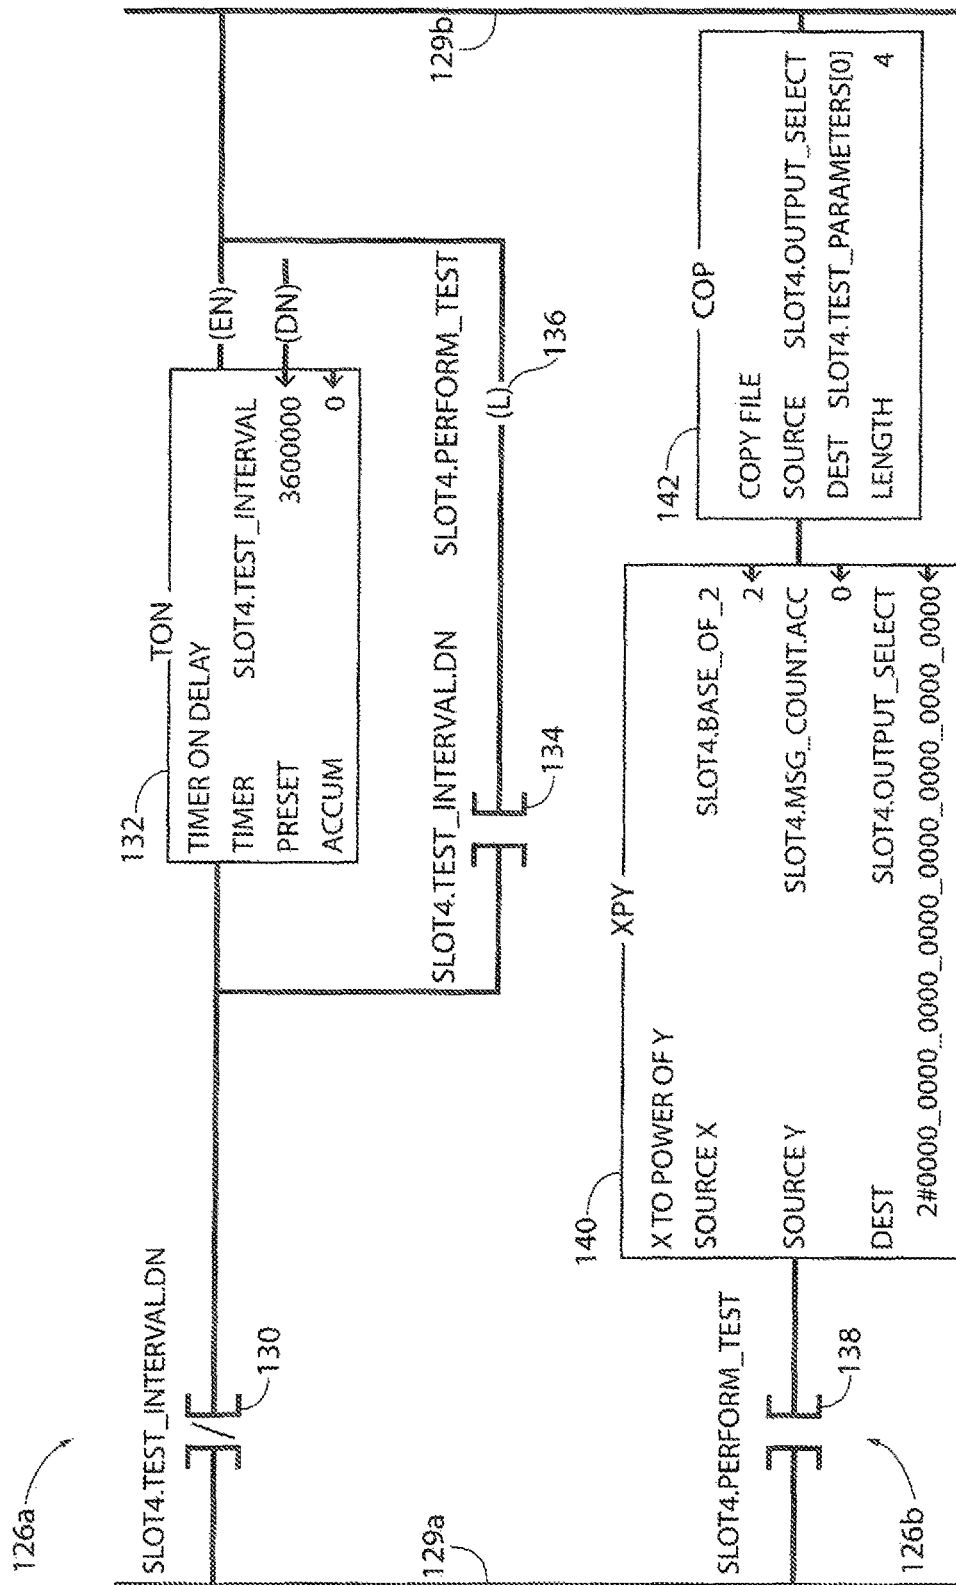 126a
SLOT4.TEST_INTERVAL.DN
130
TON
132
TIMER ON DELAY
TIMER SLOT4.TEST_INTERVAL
PRESET 3600000
ACCUM 0
(EN)
(DN)
SLOT4.TEST_INTERVAL.DN
134
SLOT4.PERFORM_TEST
(L)
136
129a
129b
SLOT4.PERFORM_TEST
138
126b
XPY
140
X TO POWER OF Y
SOURCE X SLOT4.BASE_OF_2
2
SOURCE Y SLOT4.MSG_COUNT.ACC
0
DEST SLOT4.OUTPUT_SELECT
2#0000_0000_0000_0000_0000_0000_0000_0000
COP
142
COPY FILE
SOURCE SLOT4.OUTPUT_SELECT
DEST SLOT4.TEST_PARAMETERS[0]
LENGTH 4